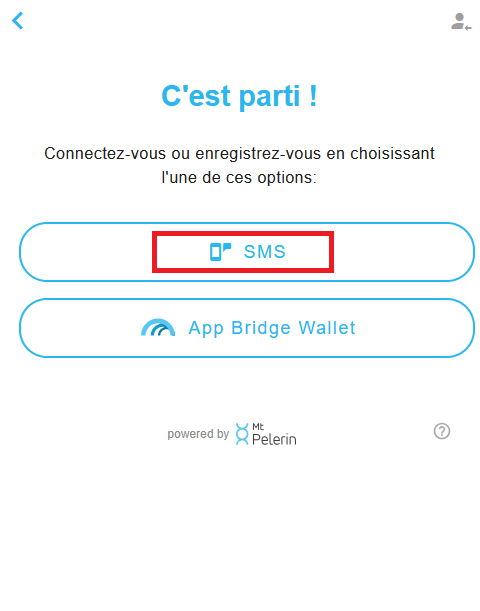 C'est parti !
Connectez-vous ou enregistrez-vous en choisissant
l'une de ces options:
SMS
App Bridge Wallet
powered by Mt
Pelerin